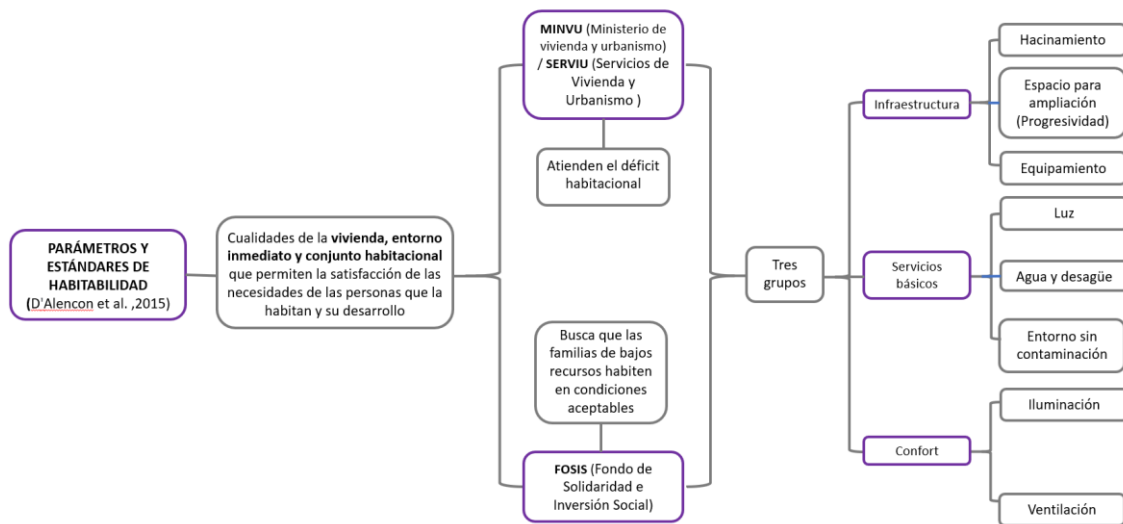 PARÁMETROS Y
ESTÁNDARES DE
HABITABILIDAD
(D'Alencon et al. ,2015)
Cualidades de la vivienda, entorno
inmediato y conjunto habitacional
que permiten la satisfacción de las
necesidades de las personas que la
habitan y su desarrollo
MINVU (Ministerio de
vivienda y urbanismo)
/ SERVIU (Servicios de
Vivienda y
Urbanismo )
Atienden el déficit
habitacional
Busca que las
familias de bajos
recursos habiten
en condiciones
aceptables
FOSIS (Fondo de
Solidaridad e
Inversión Social)
Tres
grupos
Infraestructura
Hacinamiento
Espacio para
ampliación
(Progresividad)
Equipamiento
Servicios
básicos
Luz
Agua y desagüe
Entorno sin
contaminación
Confort
Iluminación
Ventilación